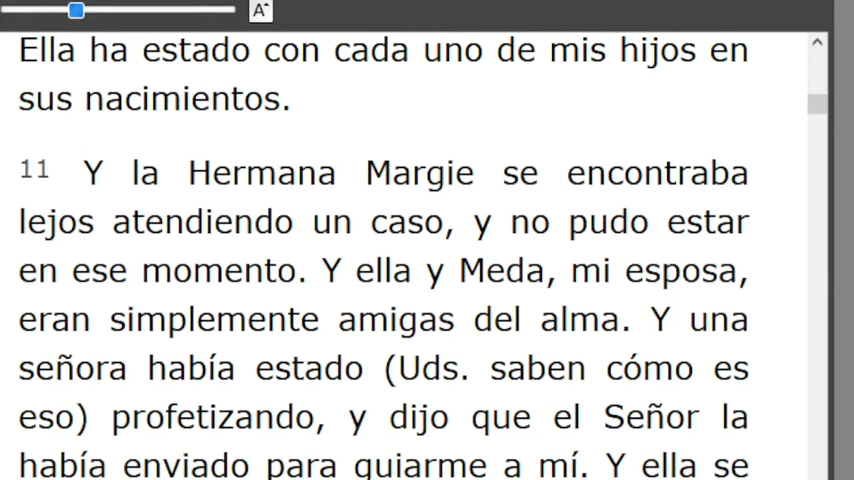 A^
Ella ha estado con cada uno de mis hijos en
sus nacimientos.
11 Y la Hermana Margie se encontraba
lejos atendiendo un caso, y no pudo estar
en ese momento. Y ella y Meda, mi esposa,
eran simplemente amigas del alma. Y una
señora había estado (Uds. saben cómo es
eso) profetizando, y dijo que el Señor la
había enviado para guiarme a mí. Y ella se